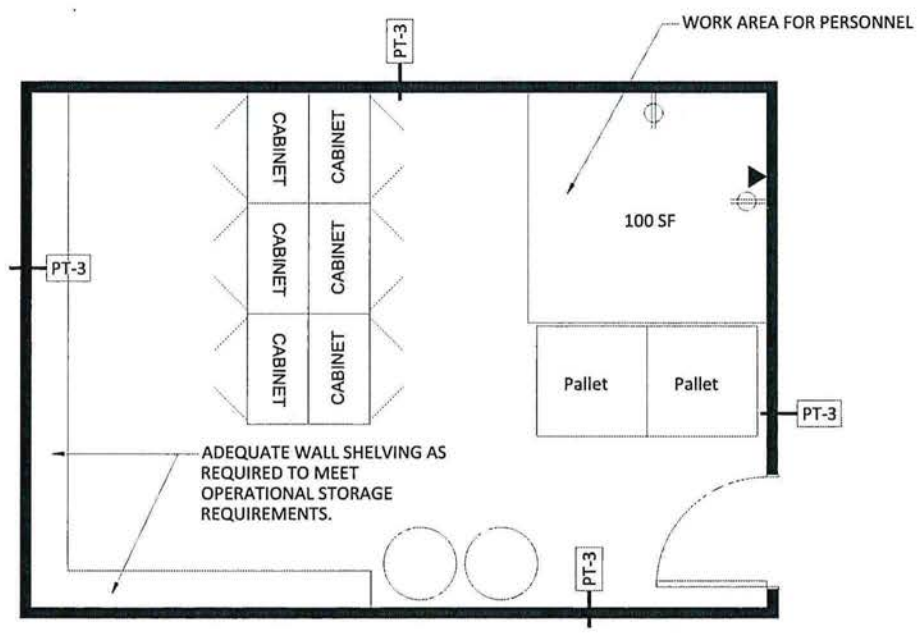 WORK AREA FOR PERSONNEL
PT-3
CABINET
CABINET
100 SF
PT-3
CABINET
CABINET
CABINET
CABINET
Pallet
Pallet
PT-3
ADEQUATE WALL SHELVING AS
REQUIRED TO MEET
OPERATIONAL STORAGE
REQUIREMENTS.
PT-3